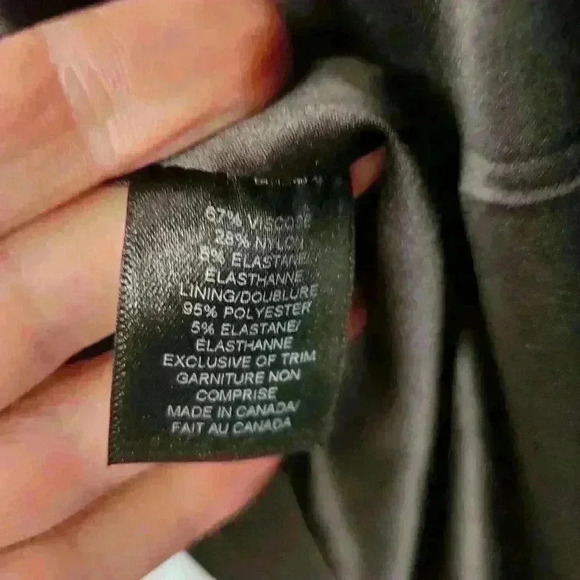 67% VISCOSE
28% NYLON
5% ELASTANE/
ELASTHANNE
LINING/DOUBLURE
95% POLYESTER
5% ELASTANE/
ÉLASTHANNE
EXCLUSIVE OF TRIM
GARNITURE NON
COMPRISE
MADE IN CANADA/
FAIT AU CANADA